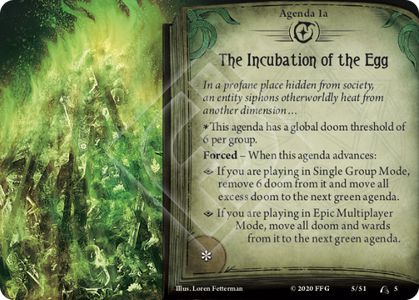 Agenda 1a
The Incubation of the Egg
In a profane place hidden from society,
an entity siphons otherworldly heat from
another dimension…
*This agenda has a global doom threshold of
6 per group.
Forced – When this agenda advances:
If you are playing in Single Group Mode,
remove 6 doom from it and move all
excess doom to the next green agenda.
If you are playing in Epic Multiplayer
Mode, move all doom and wards
from it to the next green agenda.
*
Illus. Loren Fetterman © 2020 FFG 5/51 5